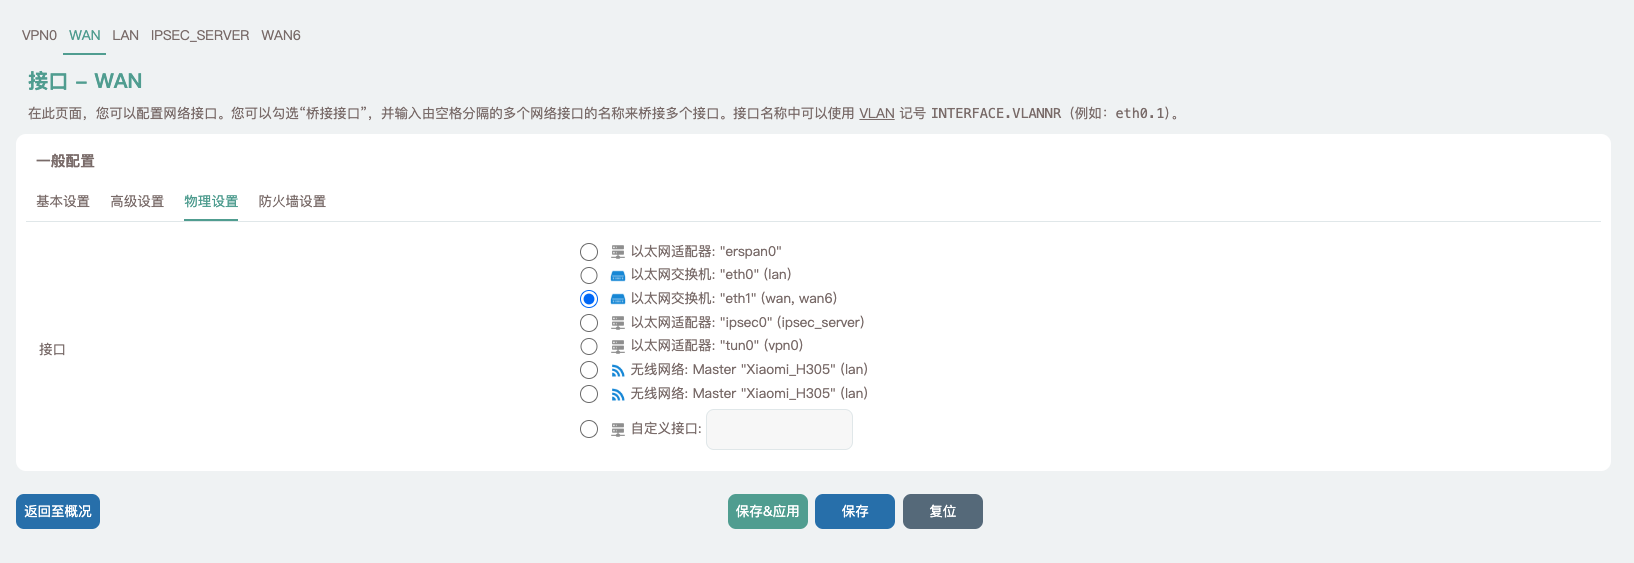 VPN0 WAN LAN IPSEC_SERVER WAN6
接口 - WAN
在此页面，您可以配置网络接口。您可以勾选“桥接接口”，并输入由空格分隔的多个网络接口的名称来桥接多个接口。接口名称中可以使用 VLAN 记号 INTERFACE.VLANNR (例如：eth0.1)。
一般配置
基本设置 高级设置 物理设置 防火墙设置
接口
以太网适配器: "erspan0"
以太网交换机: "eth0" (lan)
以太网交换机: "eth1" (wan, wan6)
以太网适配器: "ipsec0" (ipsec_server)
以太网适配器: "tun0" (vpn0)
无线网络: Master "Xiaomi_H305" (lan)
无线网络: Master "Xiaomi_H305" (lan)
自定义接口:
返回至概况 保存&应用 保存 复位